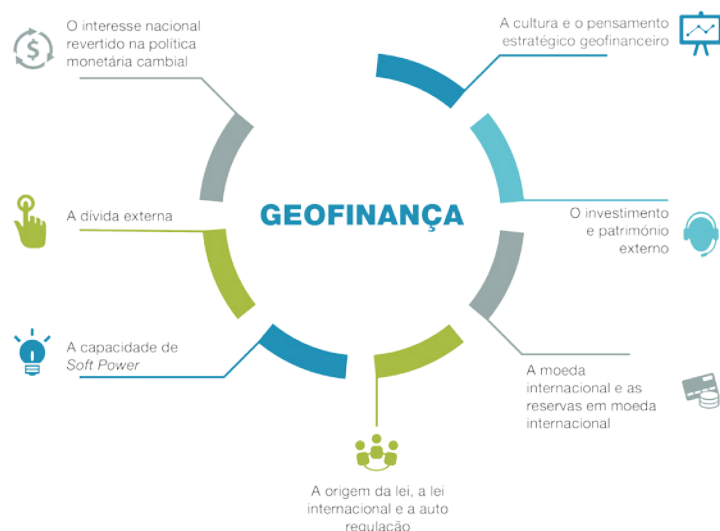 O interesse nacional
revertido na política
monetária cambial
A cultura e o pensamento
estratégico geofinanceiro
GEOFINANÇA
A dívida externa
O investimento
e património
externo
A capacidade de
Soft Power
A moeda
internacional e as
reservas em moeda
internacional
A origem da lei, a lei
internacional e a auto
regulação